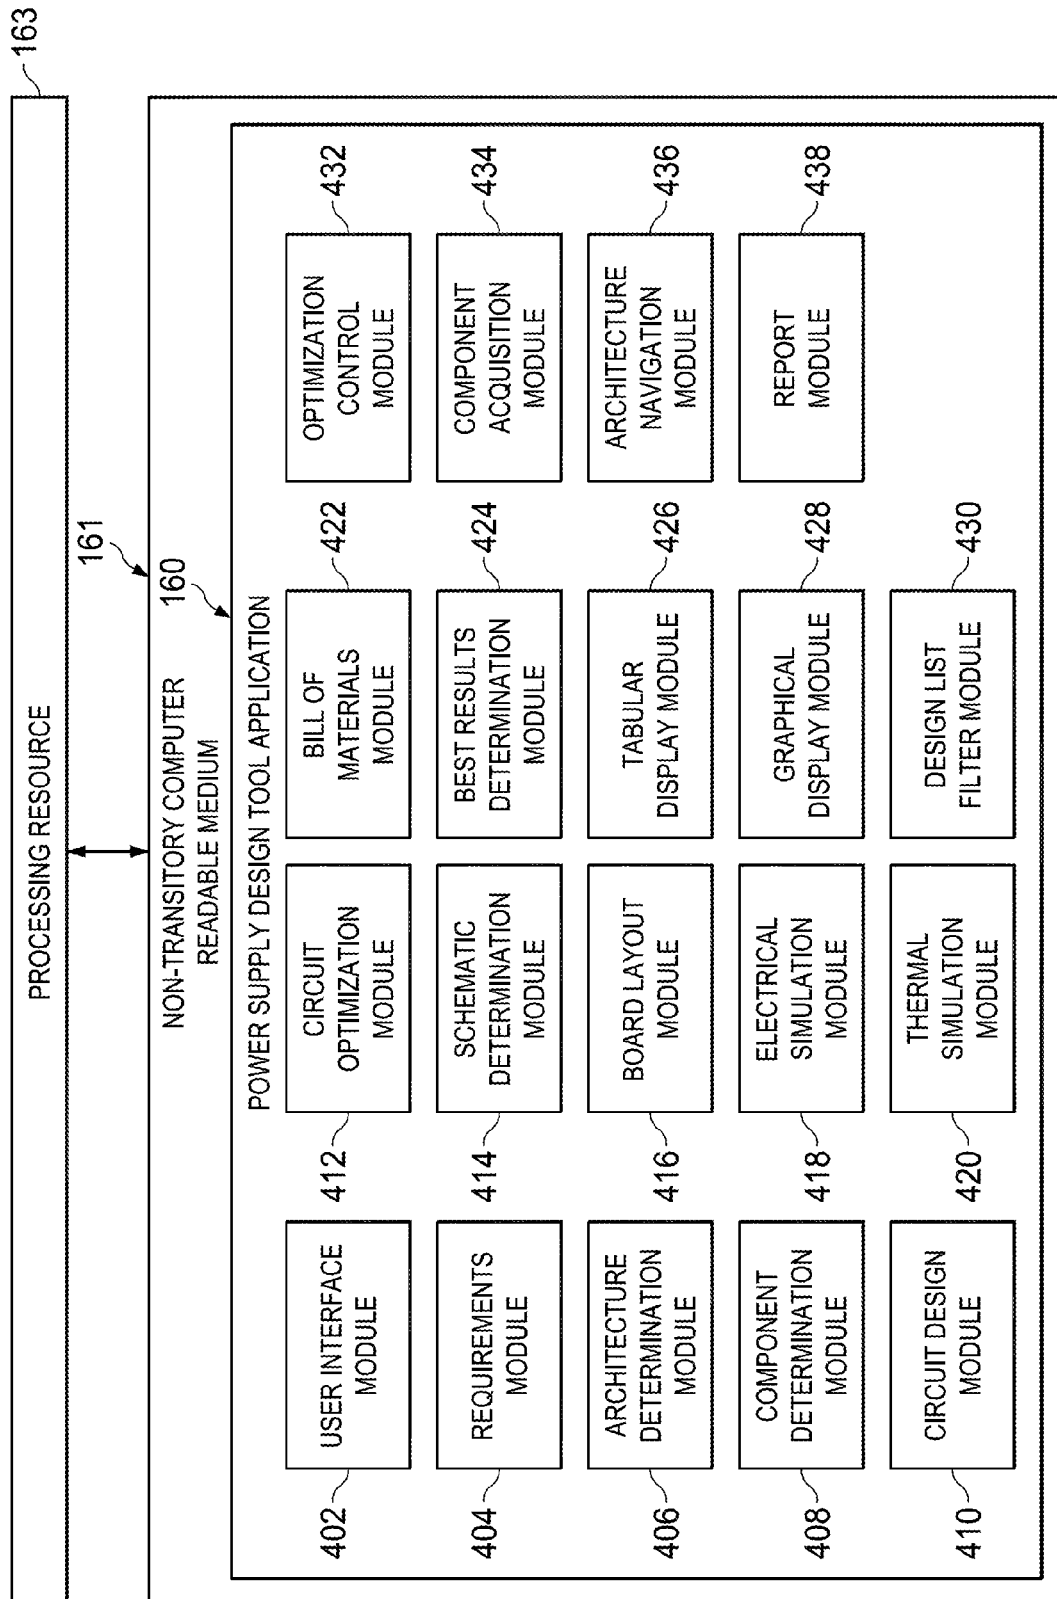 PROCESSING RESOURCE
163
161
NON-TRANSITORY COMPUTER
READABLE MEDIUM
160
POWER SUPPLY DESIGN TOOL APPLICATION
402
USER INTERFACE
MODULE
404
REQUIREMENTS
MODULE
406
ARCHITECTURE
DETERMINATION
MODULE
408
COMPONENT
DETERMINATION
MODULE
410
CIRCUIT DESIGN
MODULE
412
CIRCUIT
OPTIMIZATION
MODULE
414
SCHEMATIC
DETERMINATION
MODULE
416
BOARD LAYOUT
MODULE
418
ELECTRICAL
SIMULATION
MODULE
420
THERMAL
SIMULATION
MODULE
BILL OF
MATERIALS
MODULE
422
BEST RESULTS
DETERMINATION
MODULE
424
TABULAR
DISPLAY MODULE
426
GRAPHICAL
DISPLAY MODULE
428
DESIGN LIST
FILTER MODULE
430
OPTIMIZATION
CONTROL
MODULE
432
COMPONENT
ACQUISITION
MODULE
434
ARCHITECTURE
NAVIGATION
MODULE
436
REPORT
MODULE
438